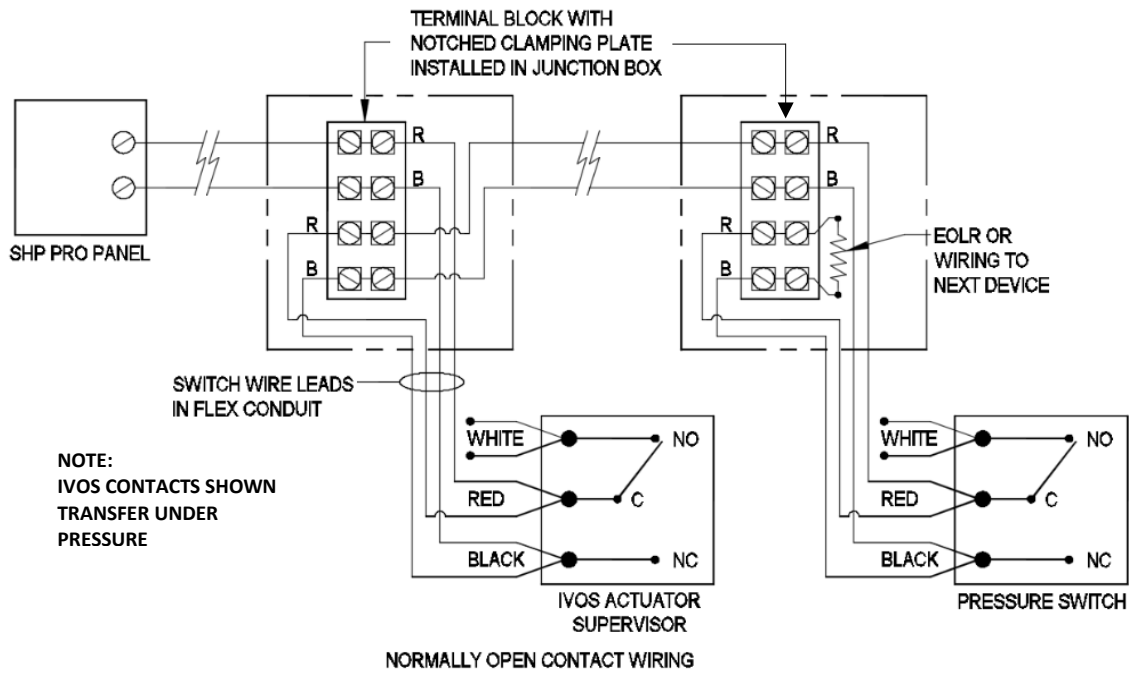 TERMINAL BLOCK WITH
NOTCHED CLAMPING PLATE
INSTALLED IN JUNCTION BOX
SHP PRO PANEL
R
B
R
B
R
B
R
B
EOLR OR
WIRING TO
NEXT DEVICE
SWITCH WIRE LEADS
IN FLEX CONDUIT
NOTE:
IVOS CONTACTS SHOWN
TRANSFER UNDER
PRESSURE
WHITE
NO
RED
C
BLACK
NC
IVOS ACTUATOR
SUPERVISOR
WHITE
NO
RED
C
BLACK
NC
PRESSURE SWITCH
NORMALLY OPEN CONTACT WIRING